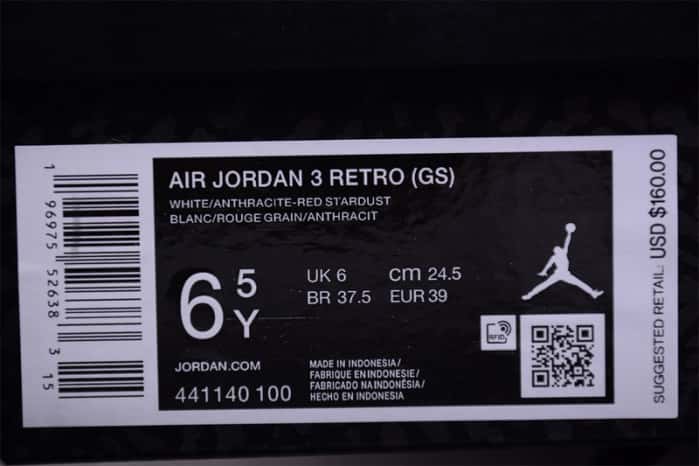 1 96975 52638 3 15
AIR JORDAN 3 RETRO (GS)
WHITE/ANTHRACITE-RED STARDUST
BLANC/ROUGE GRAIN/ANTHRACIT
6 5 Y
UK 6 cm 24.5
BR 37.5 EUR 39
RFID
JORDAN.COM
441140 100
MADE IN INDONESIA/
FABRIQUE EN INDONESIE/
FABRICADO NA INDONÉSIA/
HECHO EN INDONESIA
SUGGESTED RETAIL: USD $160.00